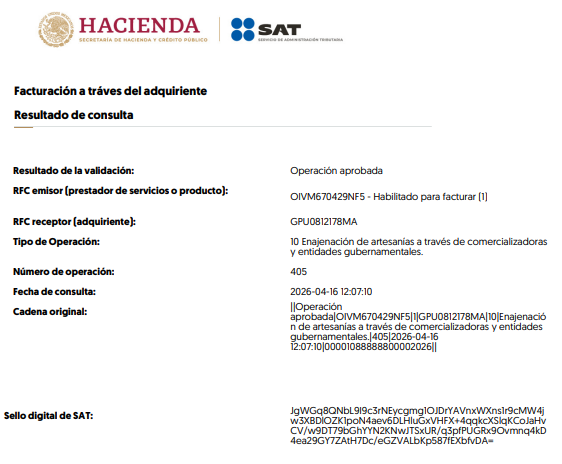 HACIENDA
SECRETARÍA DE HACIENDA Y CRÉDITO PÚBLICO
SAT
SERVICIO DE ADMINISTRACIÓN TRIBUTARIA
Facturación a tráves del adquiriente
Resultado de consulta
Resultado de la validación: Operación aprobada
RFC emisor (prestador de servicios o producto): OIVM670429NF5 - Habilitado para facturar (1)
RFC receptor (adquiriente): GPU0812178MA
Tipo de Operación: 10 Enajenación de artesanías a través de comercializadoras
y entidades gubernamentales.
Número de operación: 405
Fecha de consulta: 2026-04-16 12:07:10
Cadena original: ||Operación
aprobada|OIVM670429NF5|1|GPU0812178MA|10|Enajenació
n de artesanías a través de comercializadoras y entidades
gubernamentales.|405|2026-04-16
12:07:10|00001088888800002026||
Sello digital de SAT: JgWGq8QNbL9I9c3rNEycgmg1OJDrYAVnxWXns1r9cMW4j
w3XBDlOZK1poN4aev6DLHluGxVHFX+4qqkcXSlqKCoJaHv
CV/w9DT79bGhYYN2KNwJTSxUR/q3pfPUGRx9Ovmnq4kD
4ea29GY7ZAtH7Dc/eGZVALbKp587fEXbfvDA=